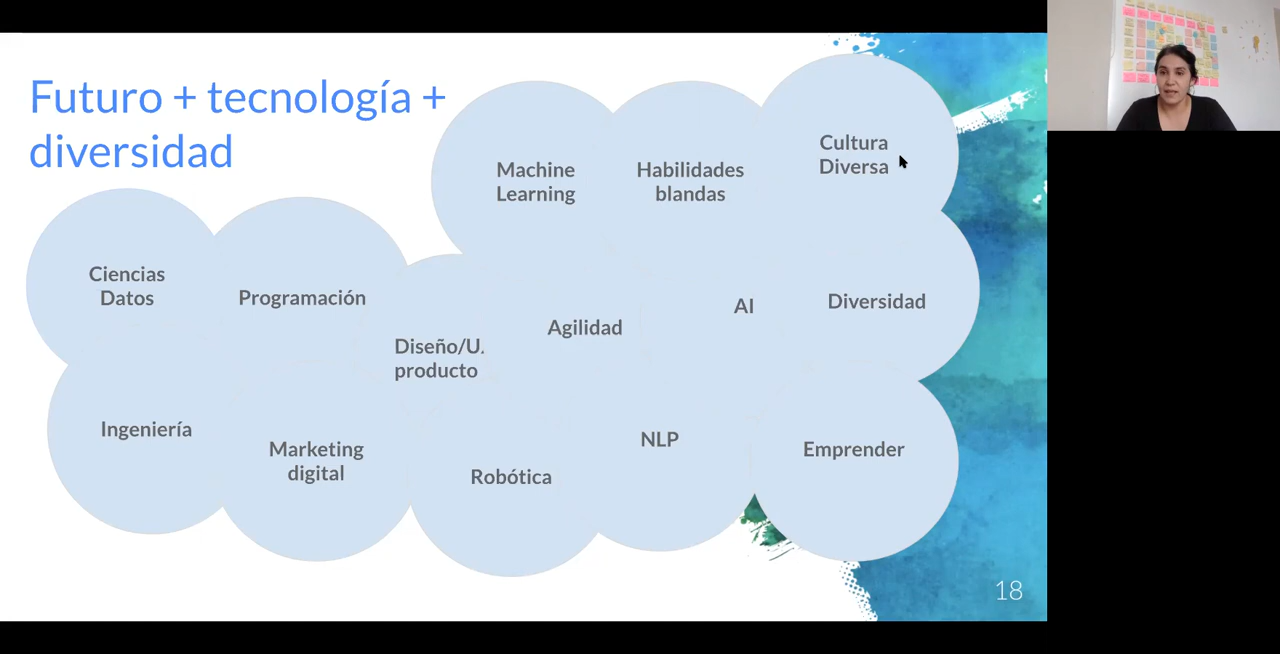 Futuro + tecnología +
diversidad
Machine
Learning
Habilidades
blandas
Cultura
Diversa
Ciencias
Datos
Programación
Diseño/U.
producto
Agilidad
AI
Diversidad
Ingeniería
Marketing
digital
Robótica
NLP
Emprender
18